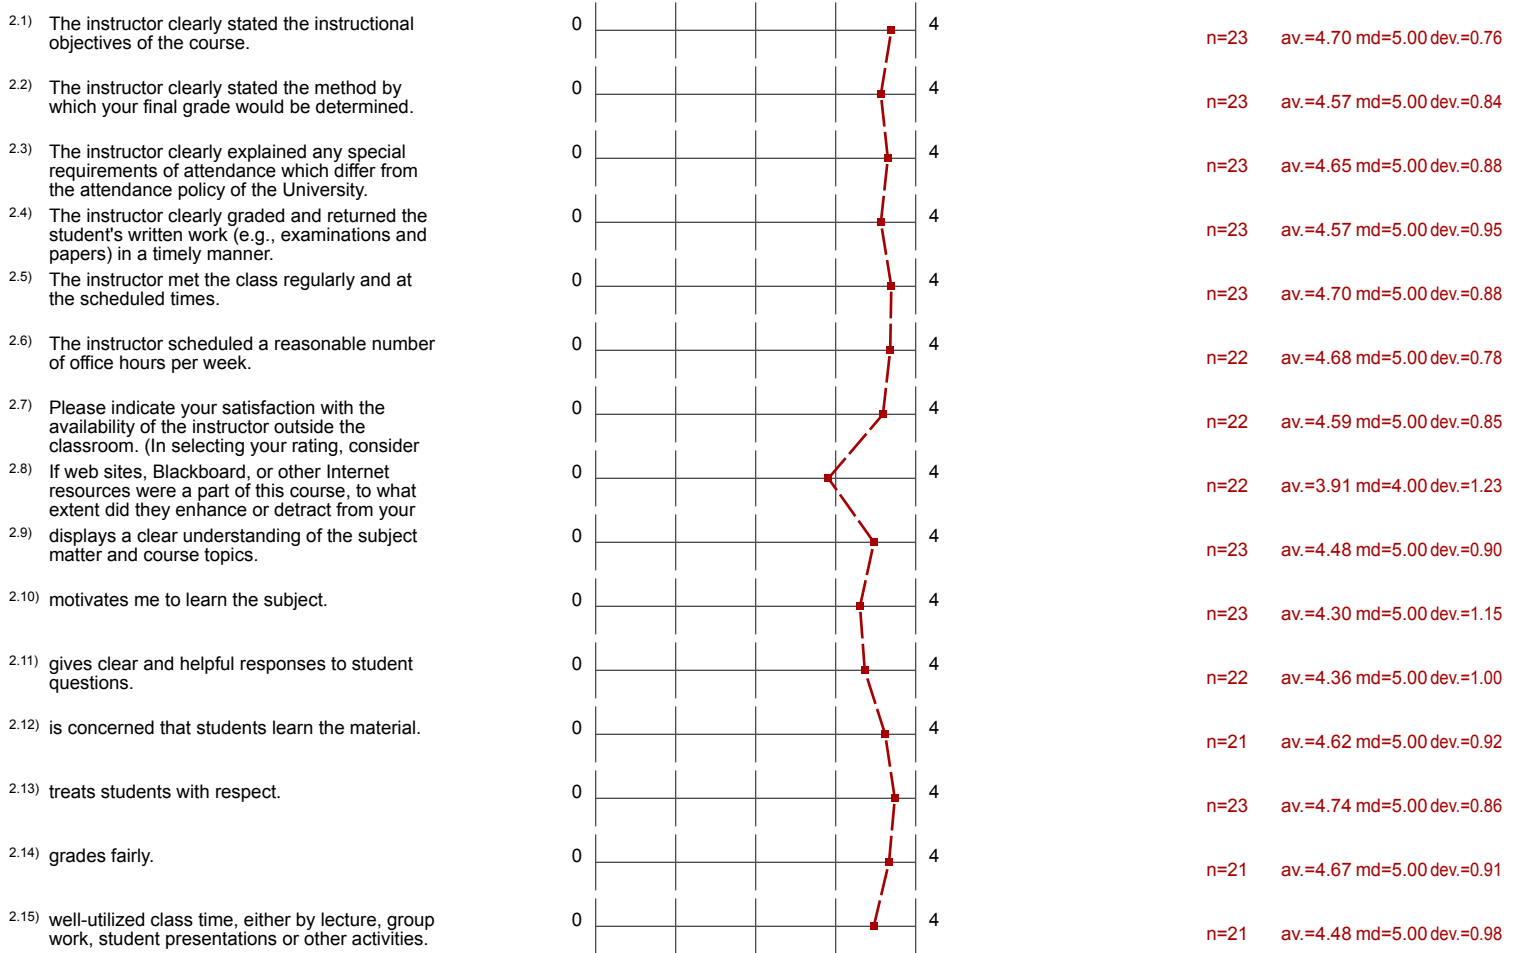 2.1) The instructor clearly stated the instructional
objectives of the course.
0 4
n=23 av.=4.70 md=5.00 dev.=0.76
2.2) The instructor clearly stated the method by
which your final grade would be determined.
0 4
n=23 av.=4.57 md=5.00 dev.=0.84
2.3) The instructor clearly explained any special
requirements of attendance which differ from
the attendance policy of the University.
0 4
n=23 av.=4.65 md=5.00 dev.=0.88
2.4) The instructor clearly graded and returned the
student's written work (e.g., examinations and
papers) in a timely manner.
0 4
n=23 av.=4.57 md=5.00 dev.=0.95
2.5) The instructor met the class regularly and at
the scheduled times.
0 4
n=23 av.=4.70 md=5.00 dev.=0.88
2.6) The instructor scheduled a reasonable number
of office hours per week.
0 4
n=22 av.=4.68 md=5.00 dev.=0.78
2.7) Please indicate your satisfaction with the
availability of the instructor outside the
classroom. (In selecting your rating, consider
0 4
n=22 av.=4.59 md=5.00 dev.=0.85
2.8) If web sites, Blackboard, or other Internet
resources were a part of this course, to what
extent did they enhance or detract from your
0 4
n=22 av.=3.91 md=4.00 dev.=1.23
2.9) displays a clear understanding of the subject
matter and course topics.
0 4
n=23 av.=4.48 md=5.00 dev.=0.90
2.10) motivates me to learn the subject.
0 4
n=23 av.=4.30 md=5.00 dev.=1.15
2.11) gives clear and helpful responses to student
questions.
0 4
n=22 av.=4.36 md=5.00 dev.=1.00
2.12) is concerned that students learn the material.
0 4
n=21 av.=4.62 md=5.00 dev.=0.92
2.13) treats students with respect.
0 4
n=23 av.=4.74 md=5.00 dev.=0.86
2.14) grades fairly.
0 4
n=21 av.=4.67 md=5.00 dev.=0.91
2.15) well-utilized class time, either by lecture, group
work, student presentations or other activities.
0 4
n=21 av.=4.48 md=5.00 dev.=0.98